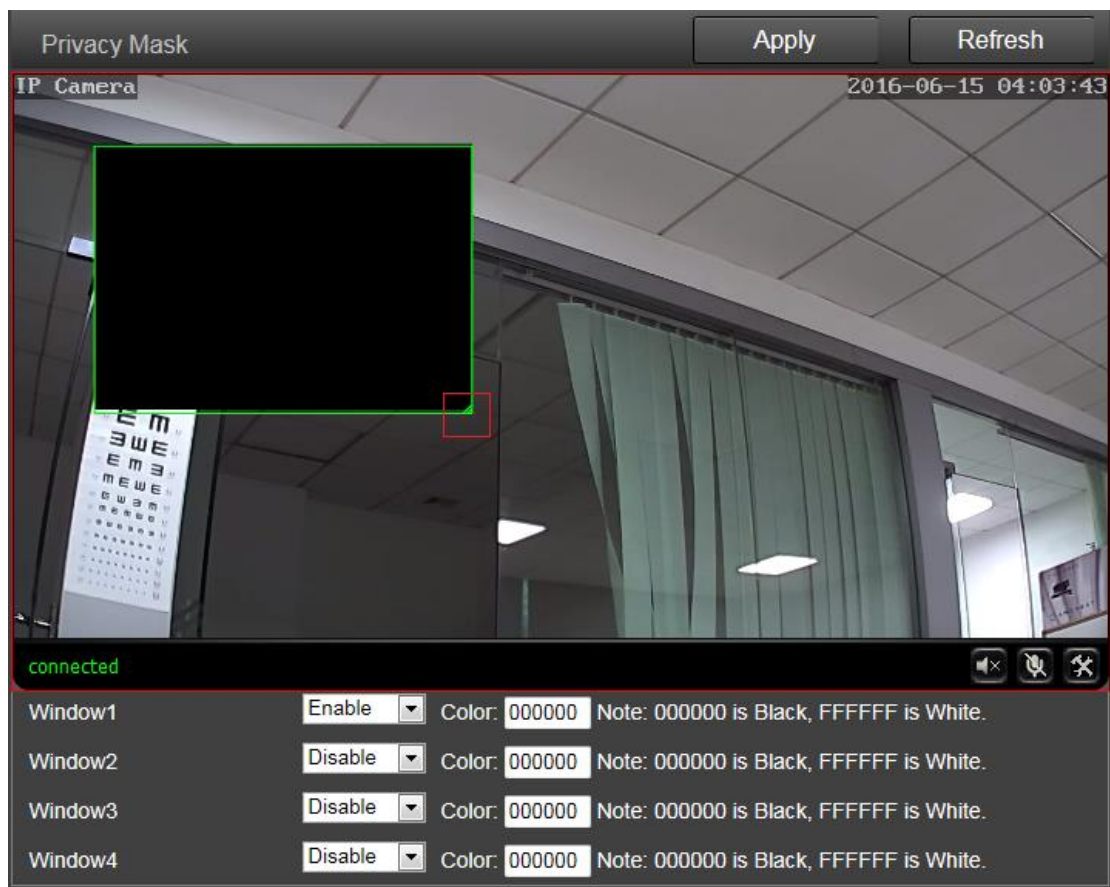 Privacy Mask Apply Refresh
IP Camera 2016-06-15 04:03:43
E m
connected
Window1 Enable Color: 000000 Note: 000000 is Black, FFFFFF is White.
Window2 Disable Color: 000000 Note: 000000 is Black, FFFFFF is White.
Window3 Disable Color: 000000 Note: 000000 is Black, FFFFFF is White.
Window4 Disable Color: 000000 Note: 000000 is Black, FFFFFF is White.